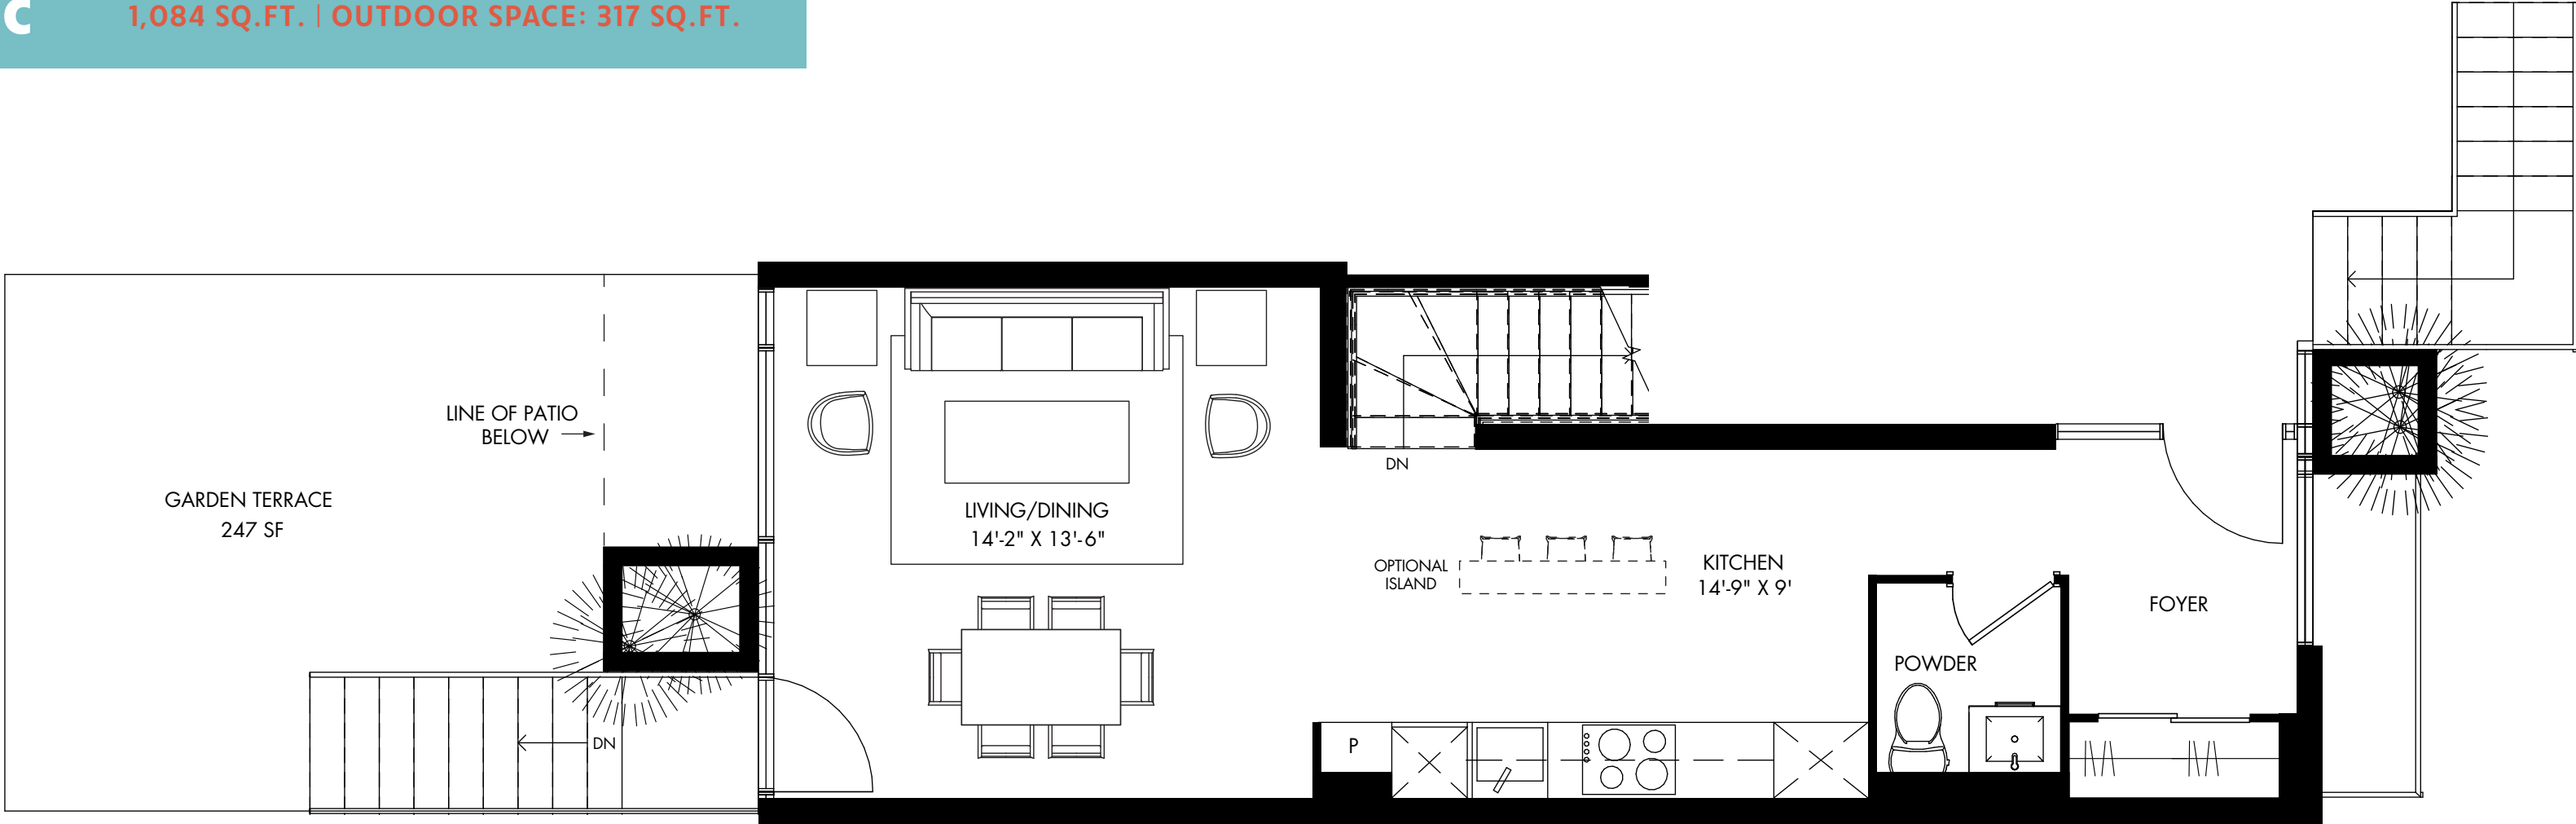 c
1,084 SQ.FT. | OUTDOOR SPACE: 317 SQ.FT.
LINE OF PATIO
BELOW
GARDEN TERRACE
247 SF
DN
LIVING/DINING
14'-2" X 13'-6"
DN
OPTIONAL
ISLAND
KITCHEN
14'-9" X 9'
P
POWDER
FOYER